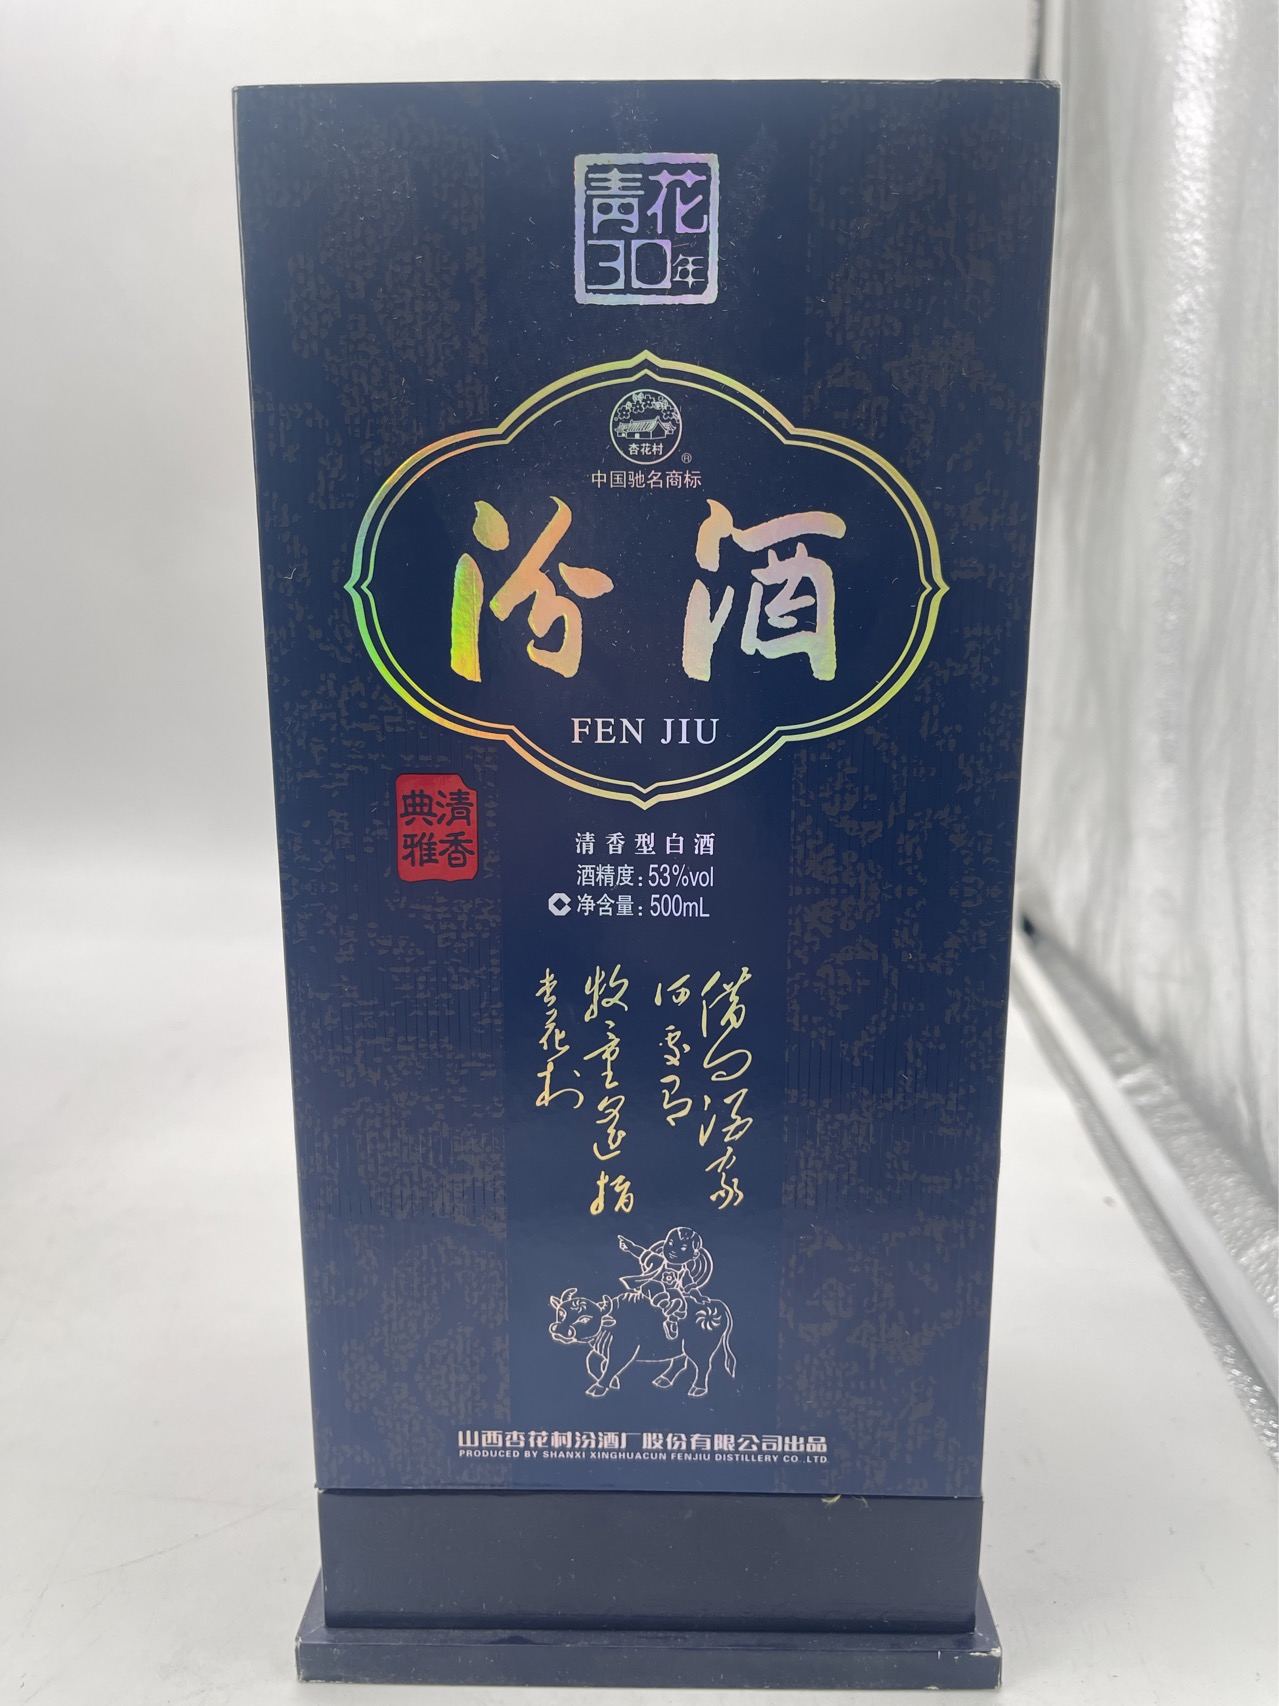 青花
30年
杏花村
®
中国驰名商标
汾酒
FEN JIU
清香
典雅
清香型白酒
酒精度:53%vol
净含量:500mL
借问酒家
何处有
牧童遥指
杏花村
山西杏花村汾酒厂股份有限公司出品
PRODUCED BY SHANXI XINGHUACUN FENJIU DISTILLERY CO.,LTD.